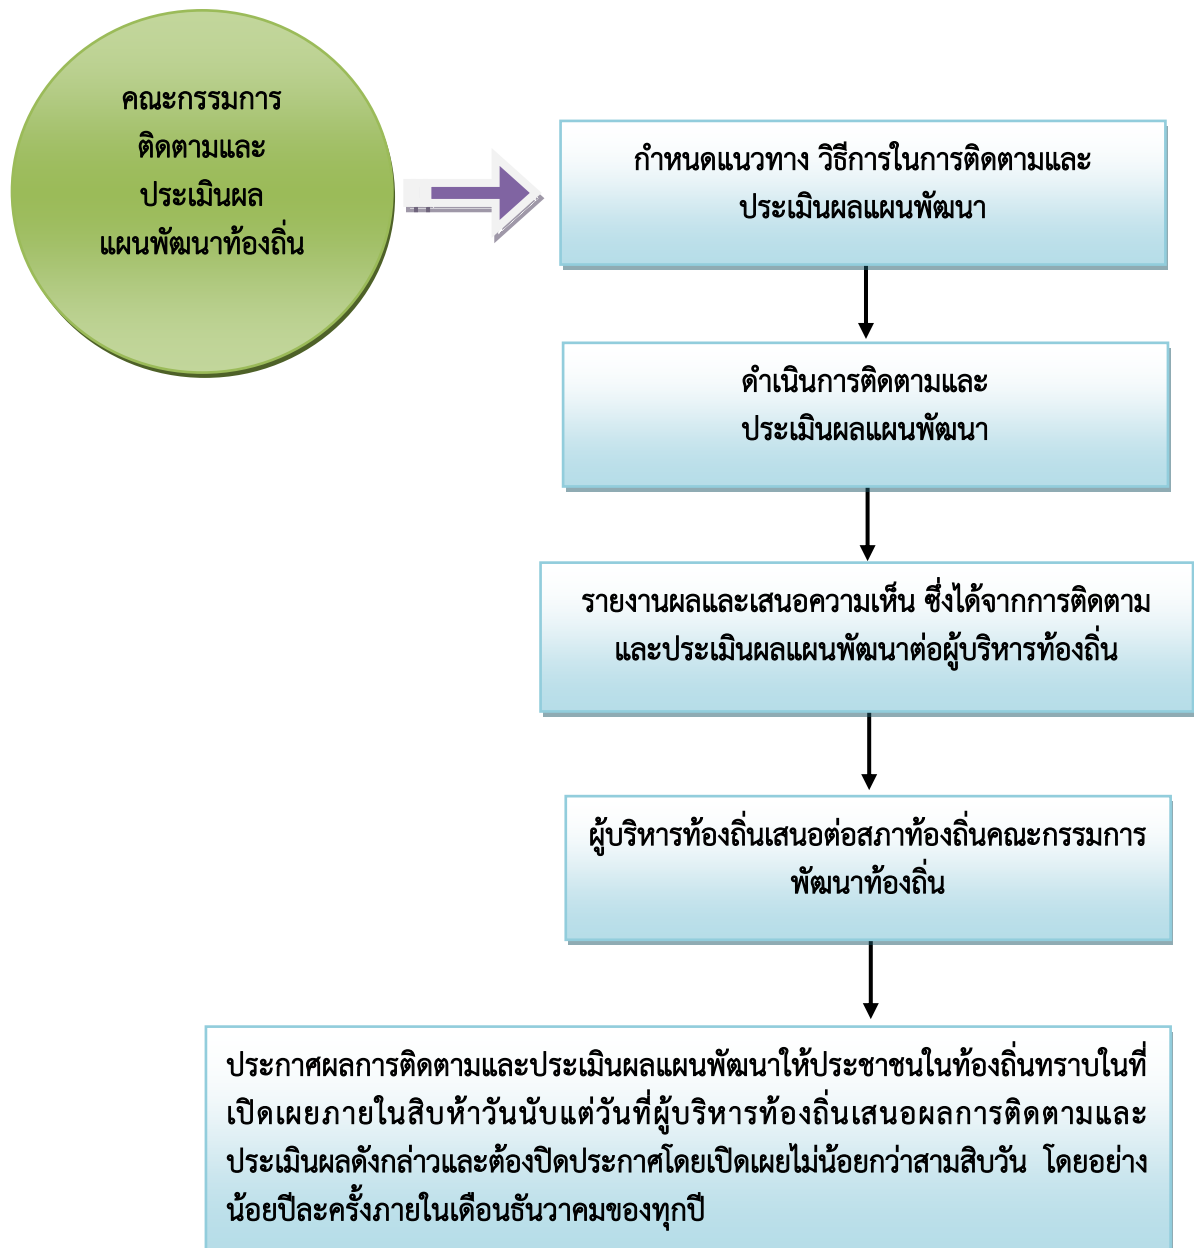 คณะกรรมการ
ติดตามและ
ประเมินผล
แผนพัฒนาท้องถิ่น
กำหนดแนวทาง วิธีการในการติดตามและ
ประเมินผลแผนพัฒนา
ดำเนินการติดตามและ
ประเมินผลแผนพัฒนา
รายงานผลและเสนอความเห็น ซึ่งได้จากการติดตาม
และประเมินผลแผนพัฒนาต่อผู้บริหารท้องถิ่น
ผู้บริหารท้องถิ่นเสนอต่อสภาท้องถิ่นคณะกรรมการ
พัฒนาท้องถิ่น
ประกาศผลการติดตามและประเมินผลแผนพัฒนาให้ประชาชนในท้องถิ่นทราบในที่
เปิดเผยภายในสิบห้าวันนับแต่วันที่ผู้บริหารท้องถิ่นเสนอผลการติดตามและ
ประเมินผลดังกล่าวและต้องปิดประกาศโดยเปิดเผยไม่น้อยกว่าสามสิบวัน โดยอย่าง
น้อยปีละครั้งภายในเดือนธันวาคมของทุกปี